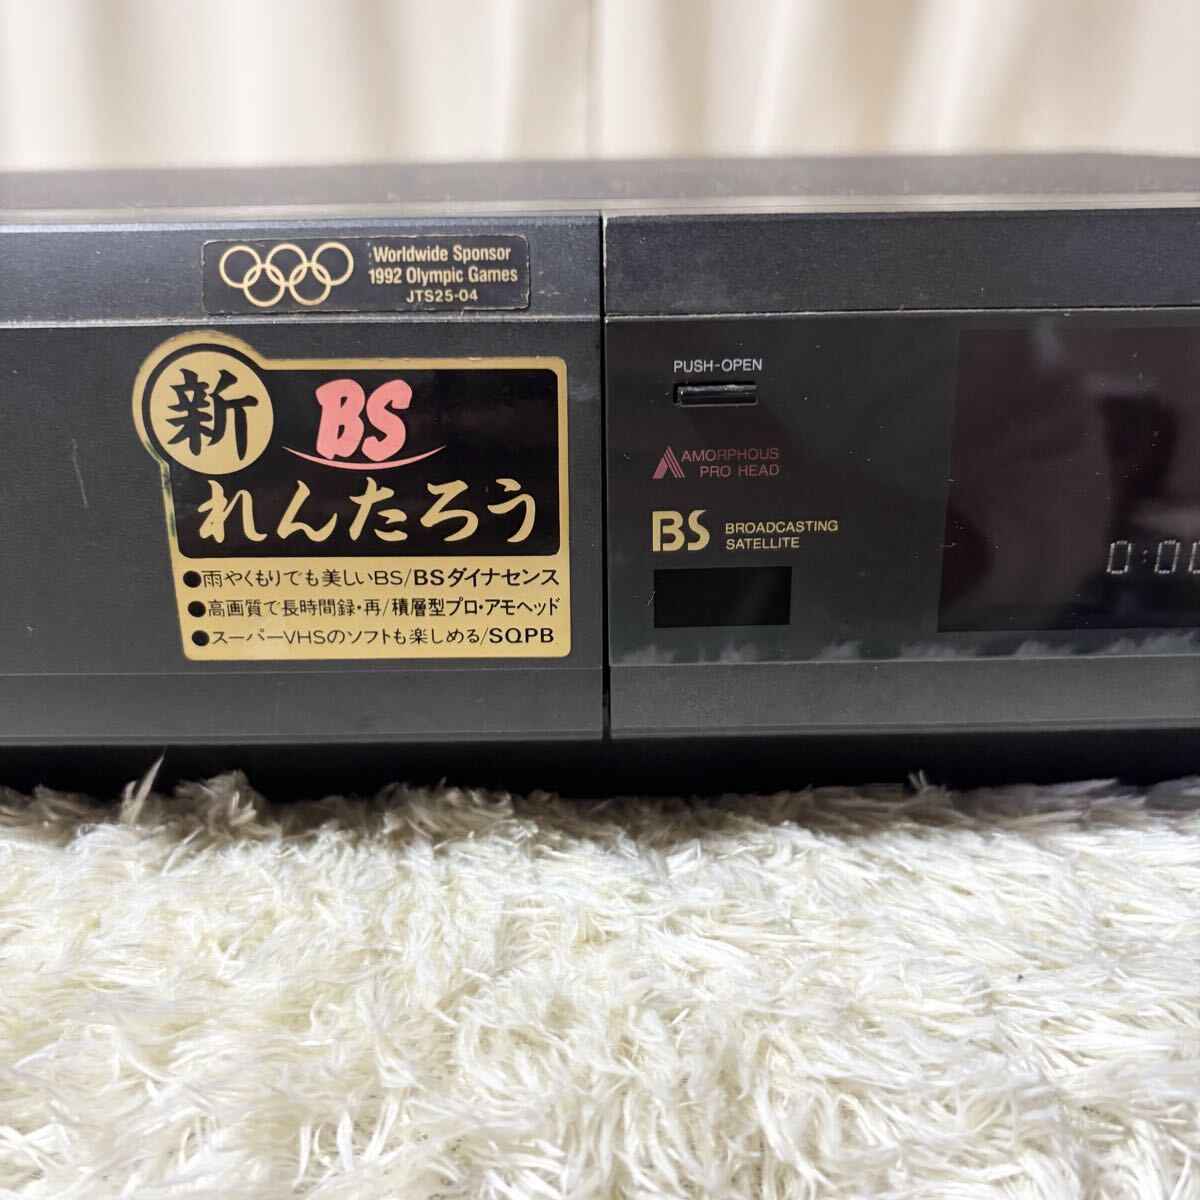 Worldwide Sponsor
1992 Olympic Games
JTS25-04
新
BS
れんたろう
●雨やくもりでも美しいBS/BSダイナセンス
●高画質で長時間録・再/積層型プロ・アモヘッド
●スーパーVHSのソフトも楽しめる/SQPB
PUSH-OPEN
AMORPHOUS
PRO HEAD
BS BROADCASTING
SATELLITE
0:00